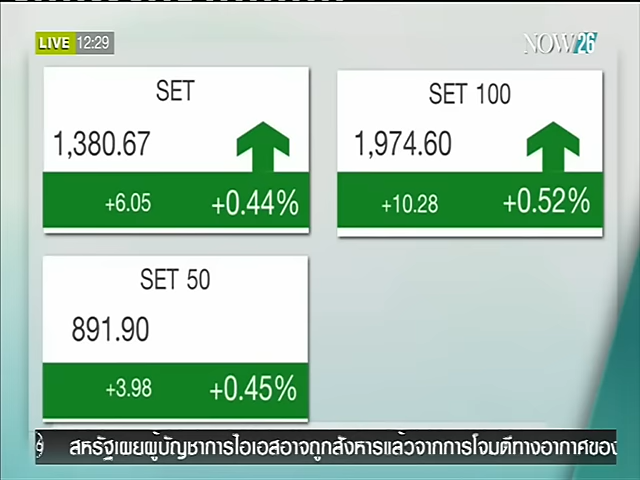 LIVE 12:29
NOW26
SET
1,380.67
+6.05 +0.44%
SET 100
1,974.60
+10.28 +0.52%
SET 50
891.90
+3.98 +0.45%
สหรัฐเผยผู้บัญชาการไอเอสอาจถูกสังหารแล้วจากการโจมตีทางอากาศของ